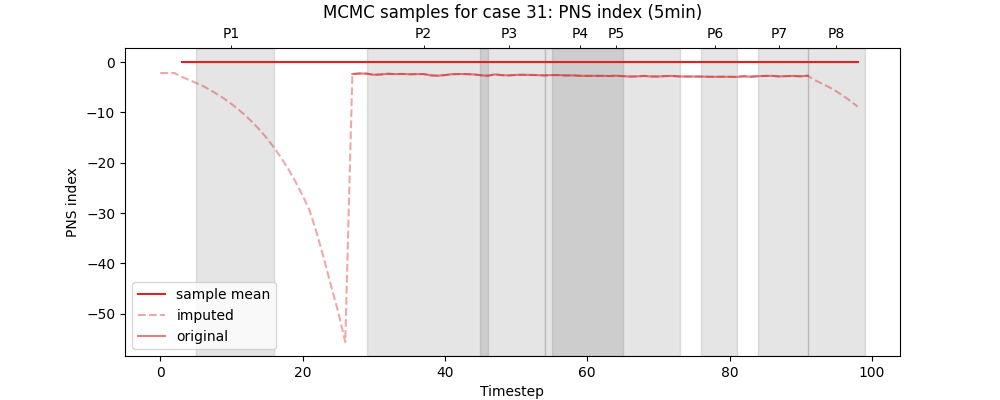 MCMC samples for case 31: PNS index (5min)
P1 P2 P3 P4 P5 P6 P7 P8
0
−10
−20
−30
−40
−50
PNS index
sample mean
imputed
original
0 20 40 60 80 100
Timestep